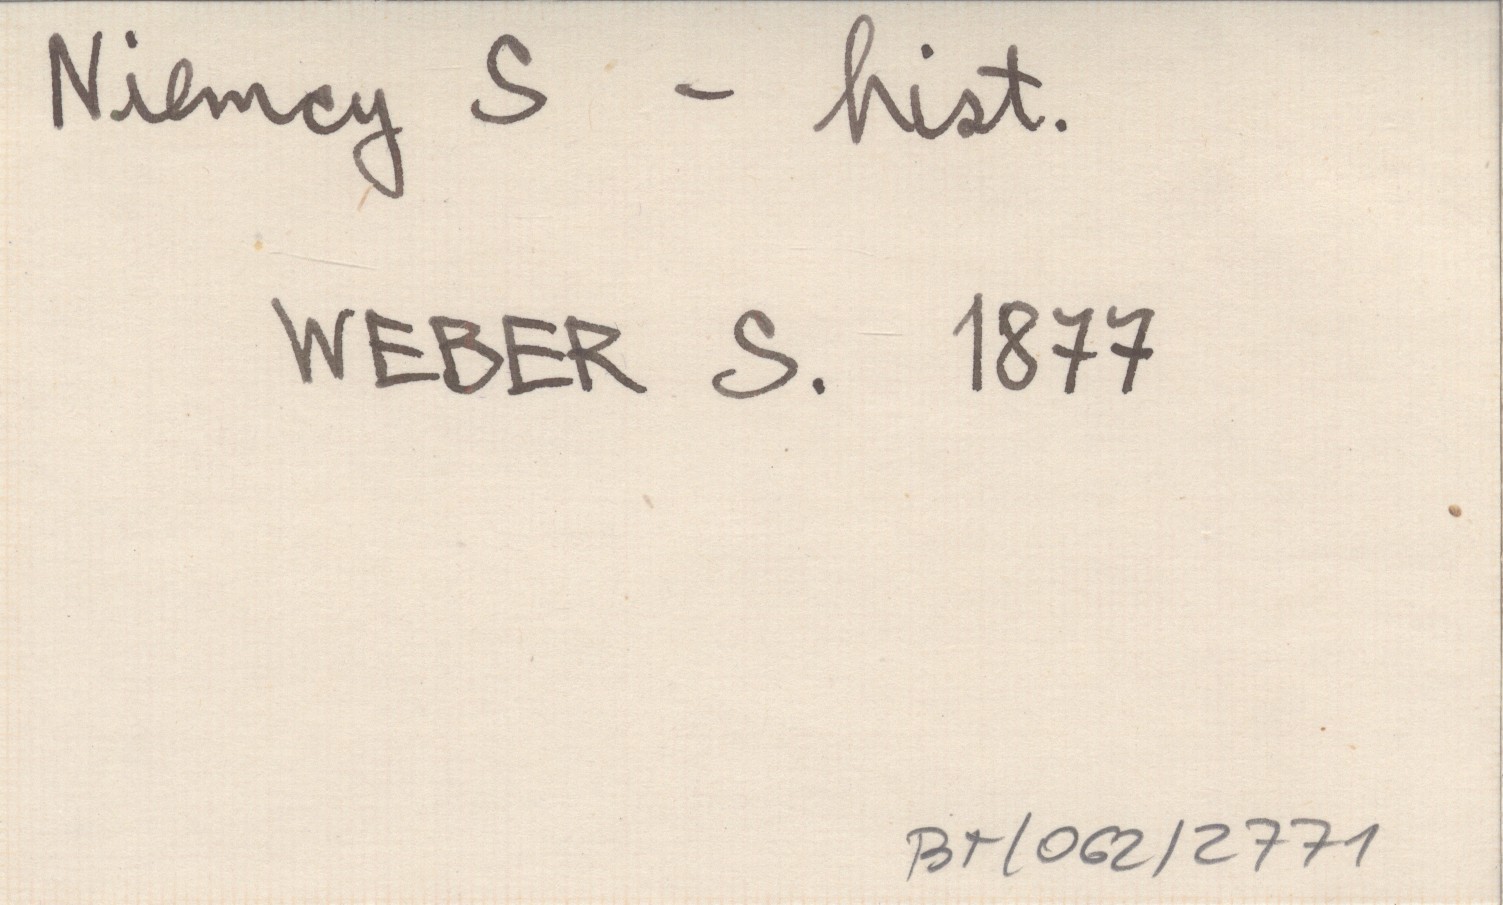 Niemcy S - hist.
WEBER S. 1877
BT/062/2771